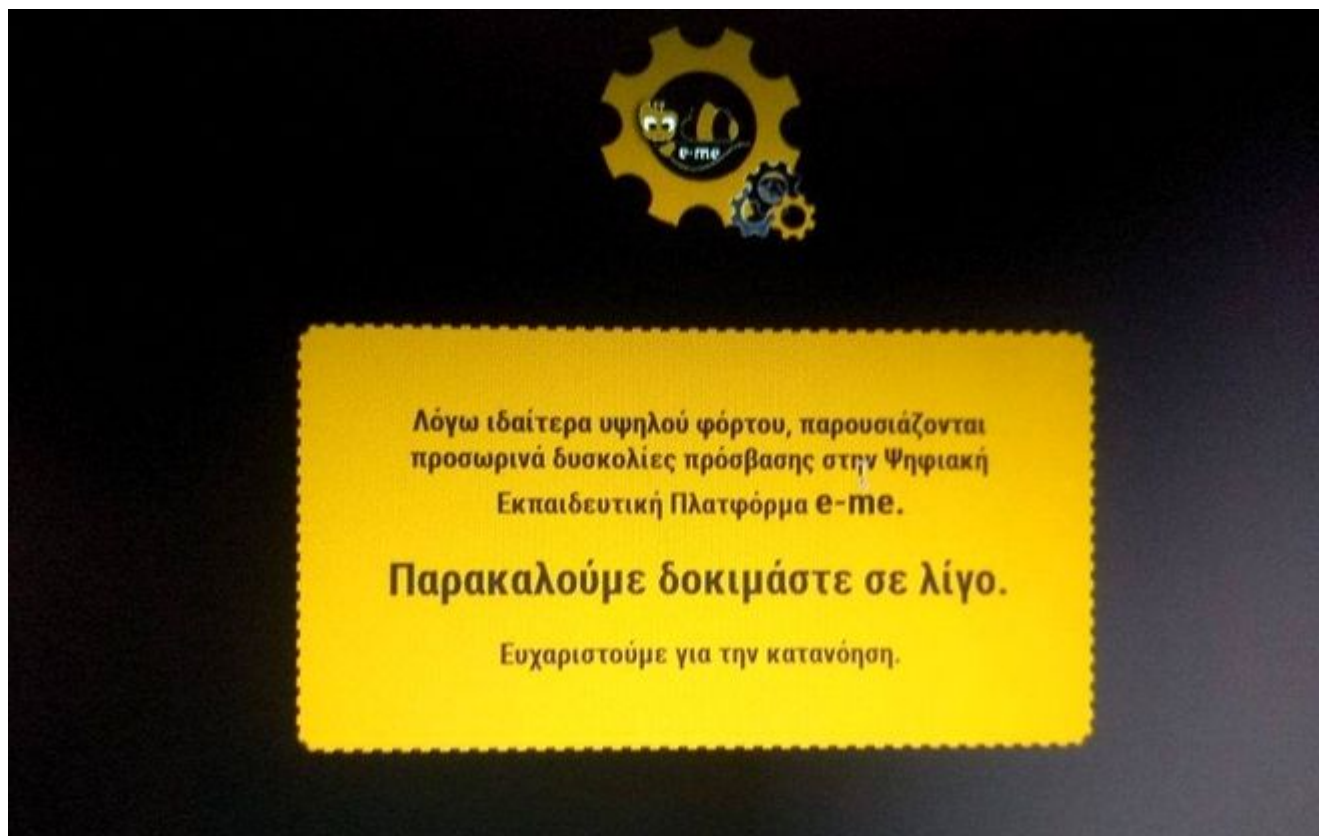 e-me
Λόγω ιδαίτερα υψηλού φόρτου, παρουσιάζονται
προσωρινά δυσκολίες πρόσβασης στην Ψηφιακή
Εκπαιδευτική Πλατφόρμα e-me.
Παρακαλούμε δοκιμάστε σε λίγο.
Ευχαριστούμε για την κατανόηση.